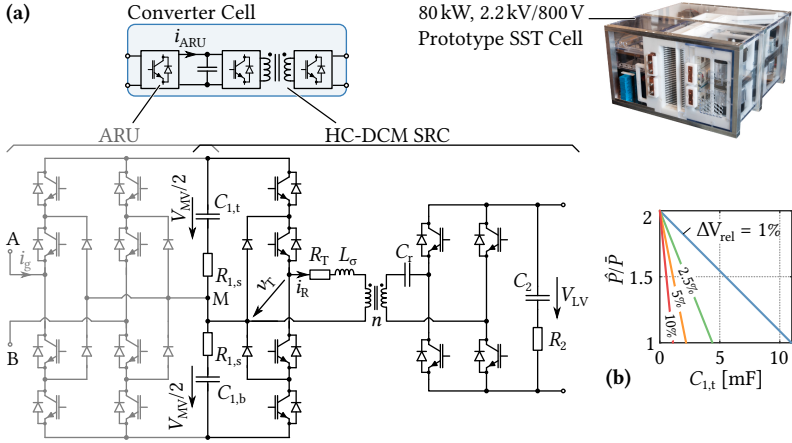 (a)
Converter Cell
i_ARU
80 kW, 2.2 kV/800 V
Prototype SST Cell
ARU
HC-DCM SRC
V_MV/2
C_1,t
R_1,s
A
i_g
B
M
ν_T
R_T
L_σ
i_R
n
C_r
C_2
V_LV
R_2
R_1,s
V_MV/2
C_1,b
2
1.5
1
P̂/P̄
ΔV_rel = 1%
2.5%
5%
10%
0
5
10
C_1,t [mF]
(b)